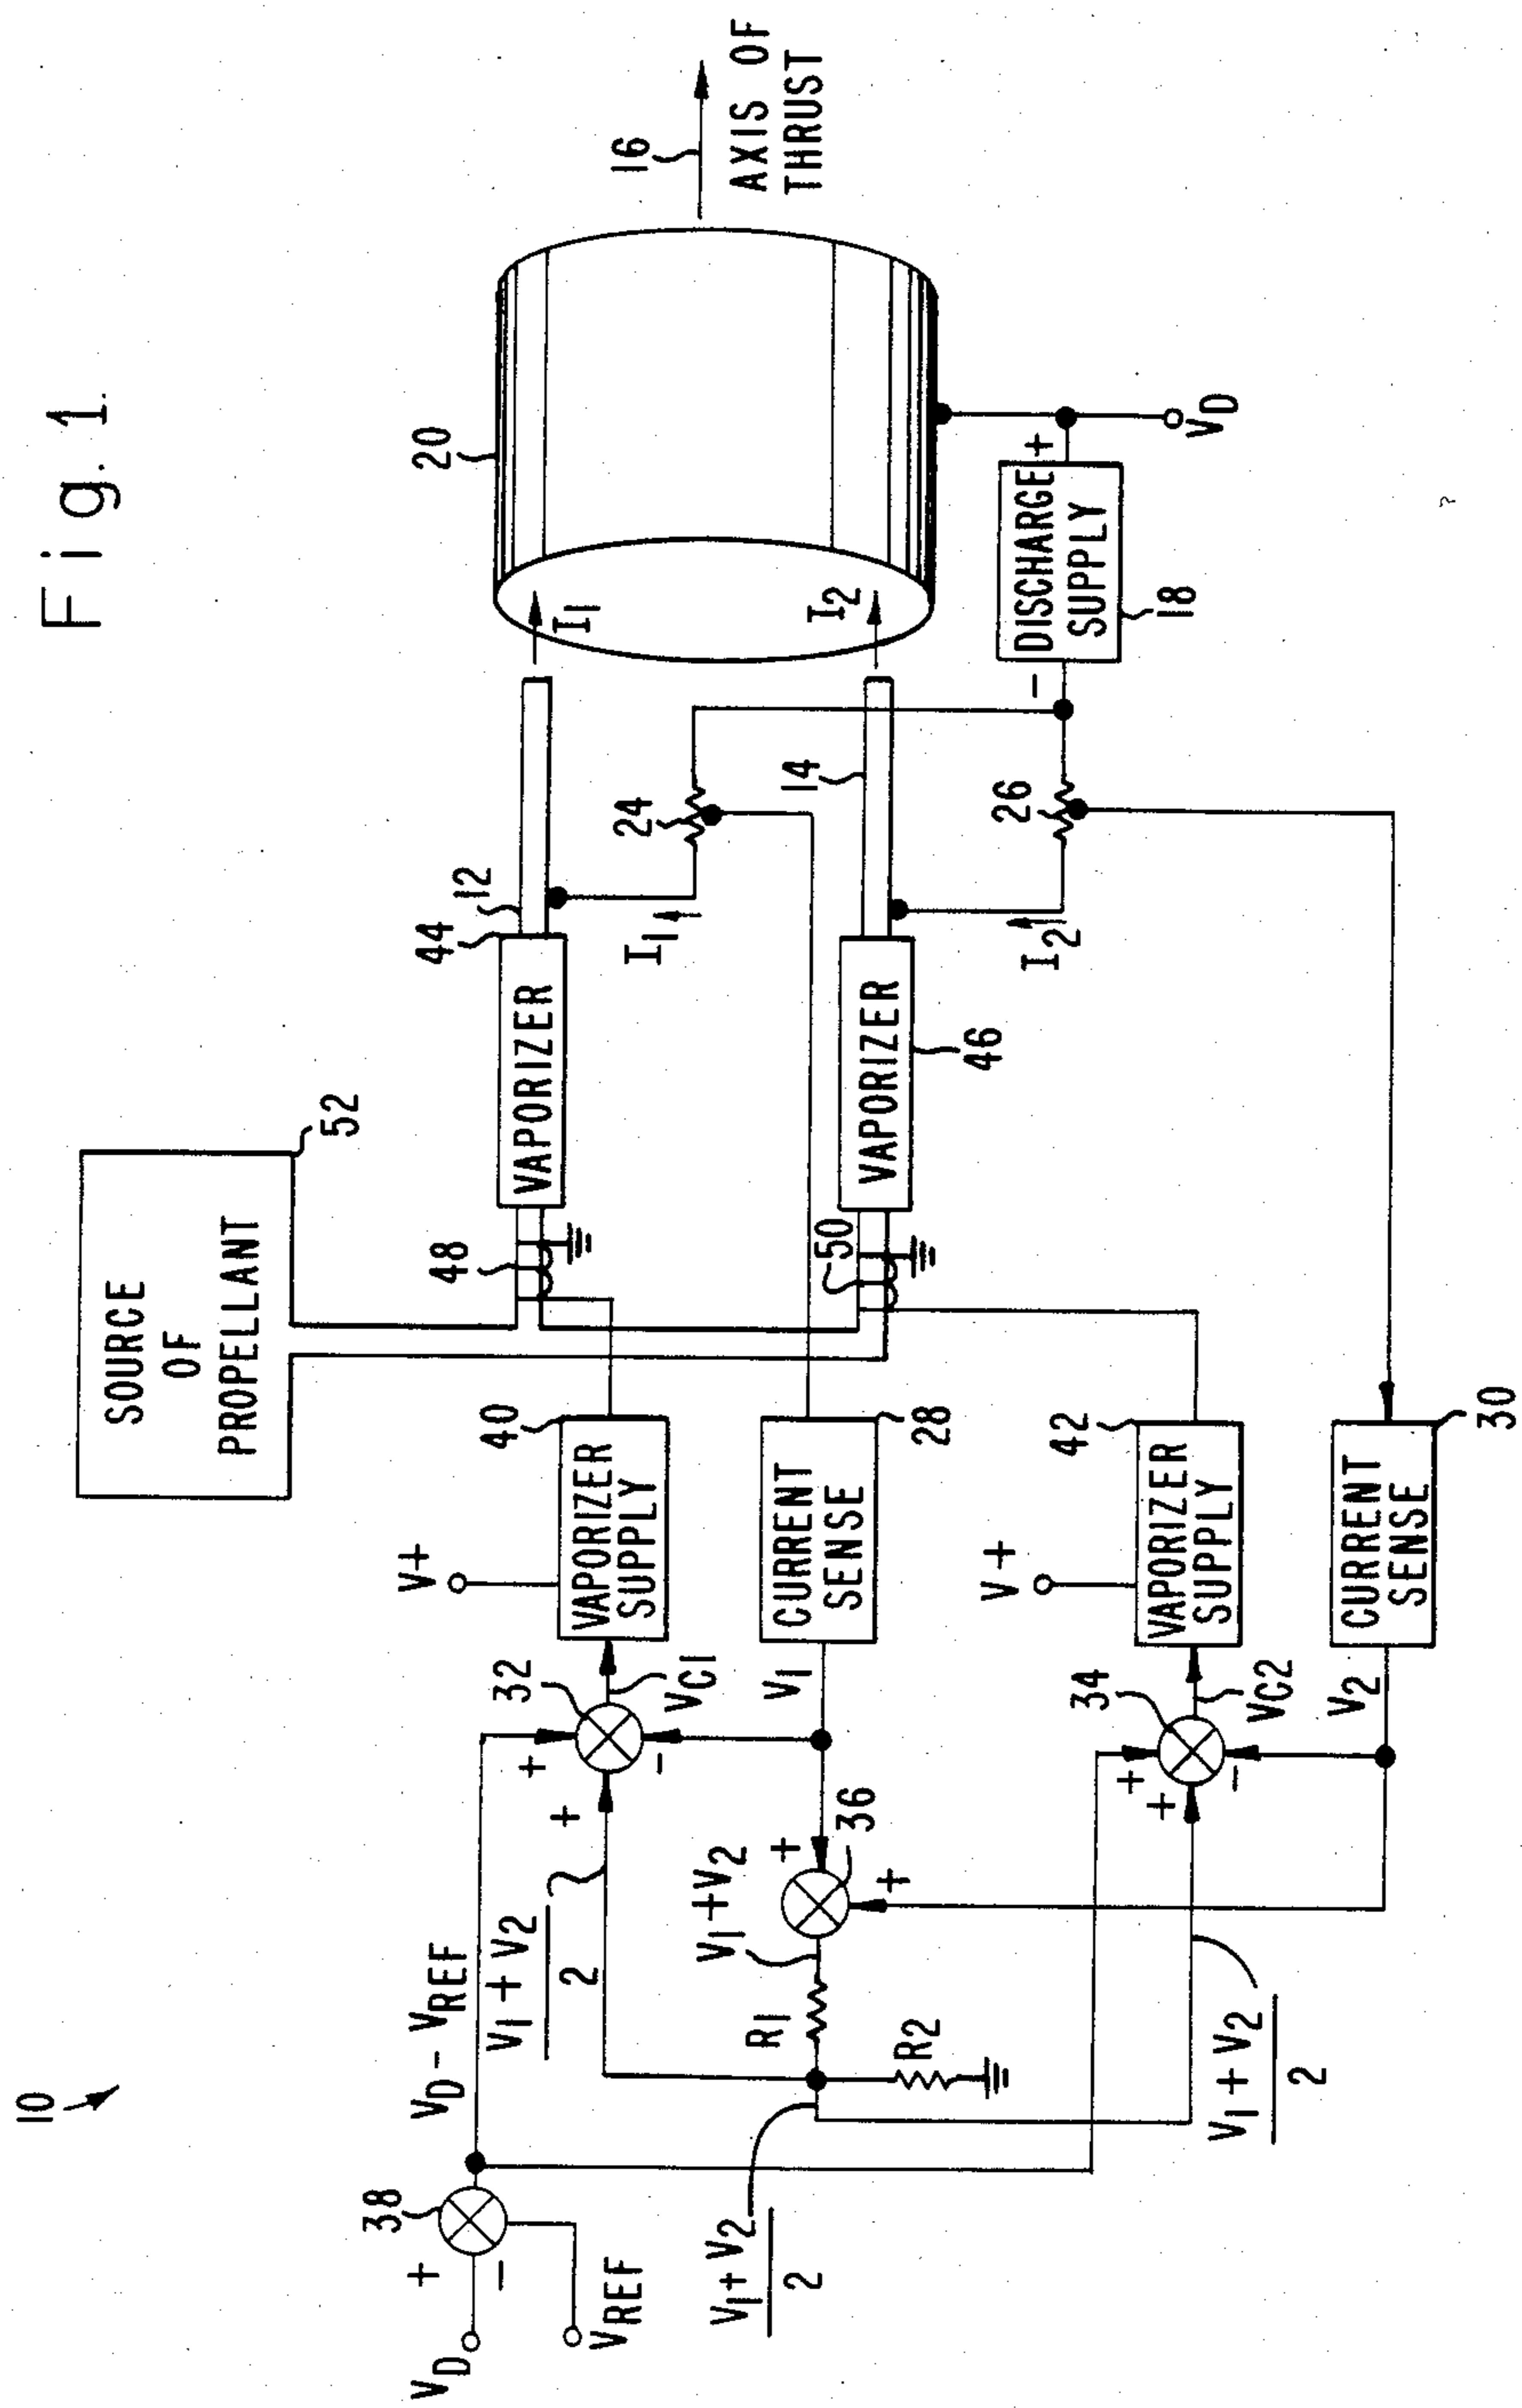 Fig. 1.
10
SOURCE
OF
PROPELLANT
52
VD
+
-
38
VREF
VD - VREF
V1 + V2
2
+
+
-
32
VC1
V+
VAPORIZER
SUPPLY
40
48
VAPORIZER
44
12
I1
20
16
AXIS OF
THRUST
V1 + V2
2
R1
R2
V1 + V2
+
+
36
V1
CURRENT
SENSE
28
I1
24
50
VAPORIZER
46
14
I2
V1 + V2
2
+
+
-
34
VC2
V+
VAPORIZER
SUPPLY
42
I2
26
-
DISCHARGE
SUPPLY
+
18
VD
V2
CURRENT
SENSE
30